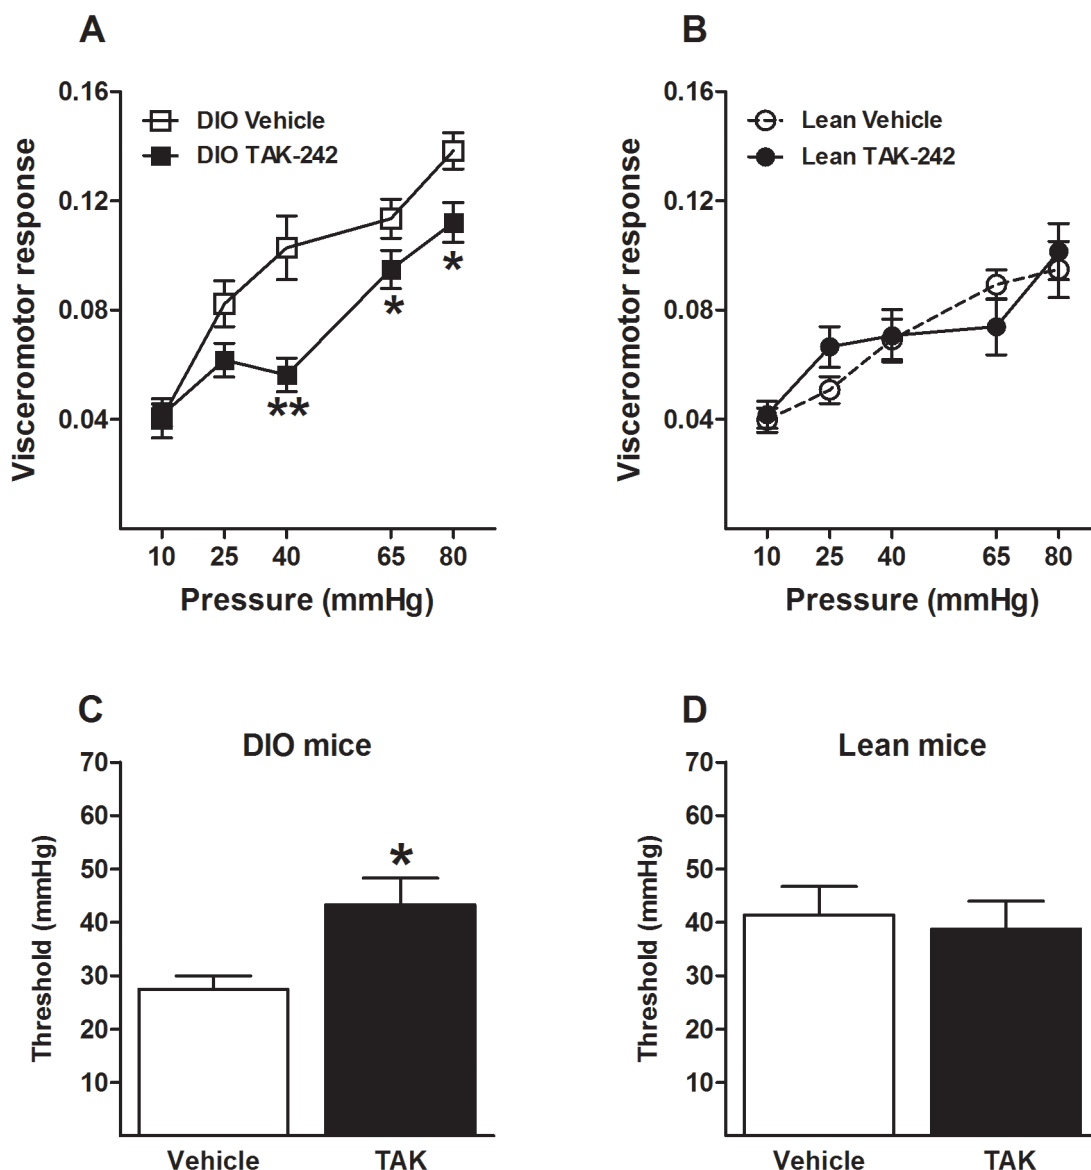 A
Visceromotor response
0.16
0.12
0.08
0.04
DIO Vehicle
DIO TAK-242
*
*
**
10 25 40 65 80
Pressure (mmHg)
B
Visceromotor response
0.16
0.12
0.08
0.04
Lean Vehicle
Lean TAK-242
10 25 40 65 80
Pressure (mmHg)
C
DIO mice
Threshold (mmHg)
70
60
50
40
30
20
10
*
Vehicle TAK
D
Lean mice
Threshold (mmHg)
70
60
50
40
30
20
10
Vehicle TAK